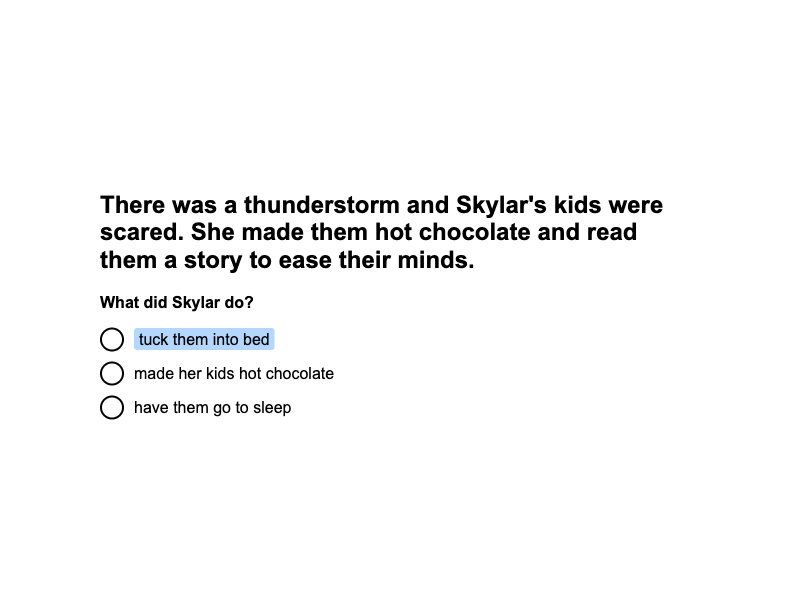 There was a thunderstorm and Skylar's kids were
scared. She made them hot chocolate and read
them a story to ease their minds.
What did Skylar do?
tuck them into bed
made her kids hot chocolate
have them go to sleep